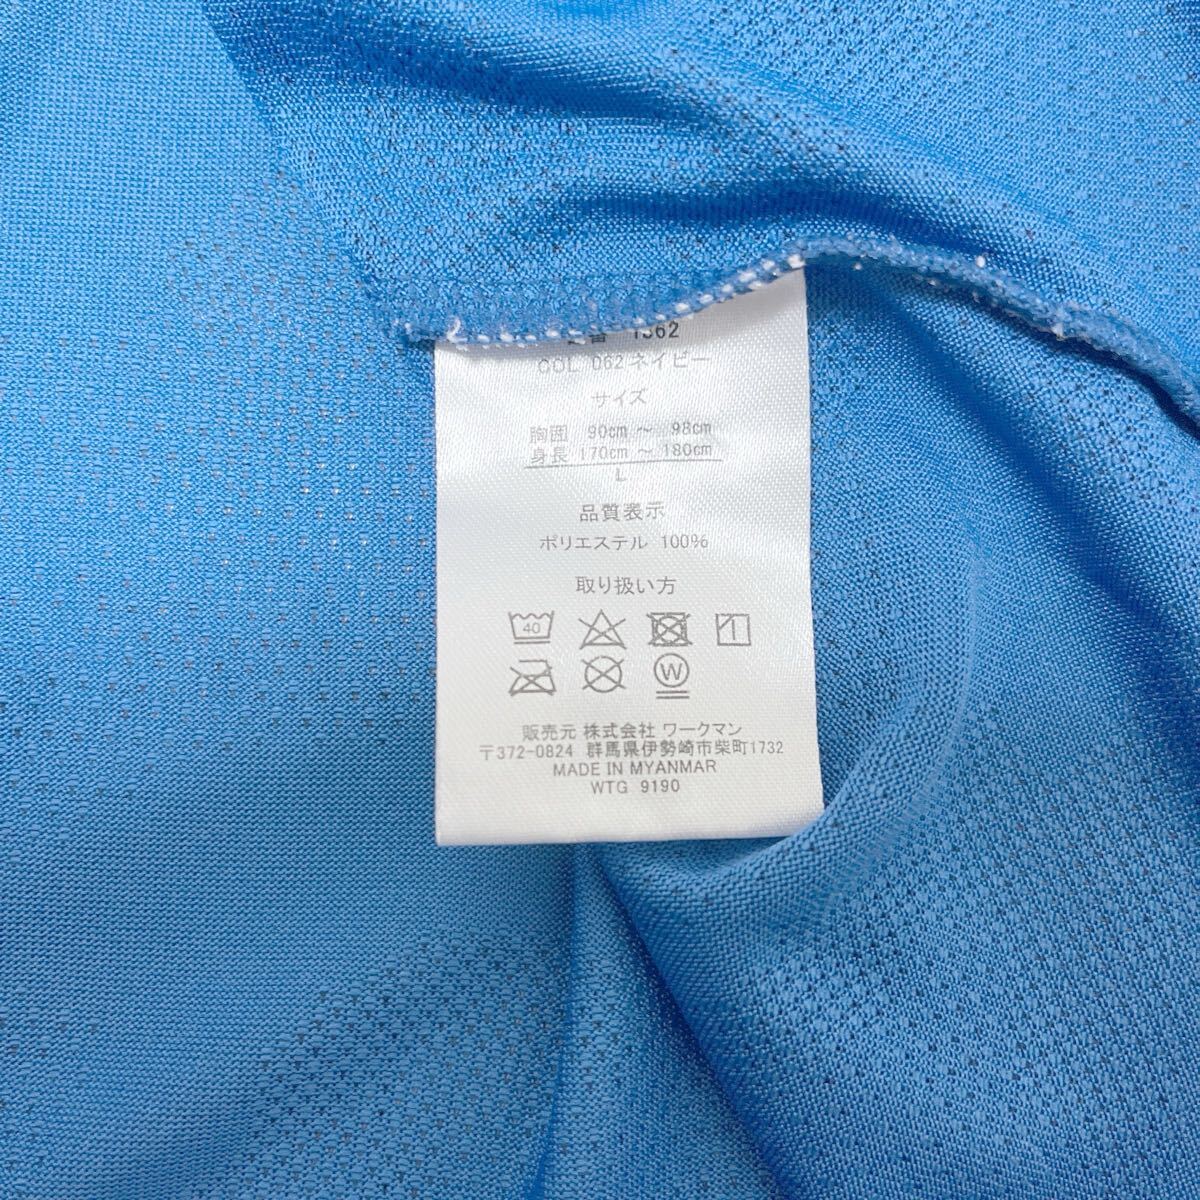 番 1362
COL 062 ネイビー
サイズ
胸囲 90cm ～ 98cm
身長 170cm ～ 180cm
L
品質表示
ポリエステル 100%
取り扱い方
40
W
販売元 株式会社 ワークマン
〒372-0824 群馬県伊勢崎市柴町1732
MADE IN MYANMAR
WTG 9190